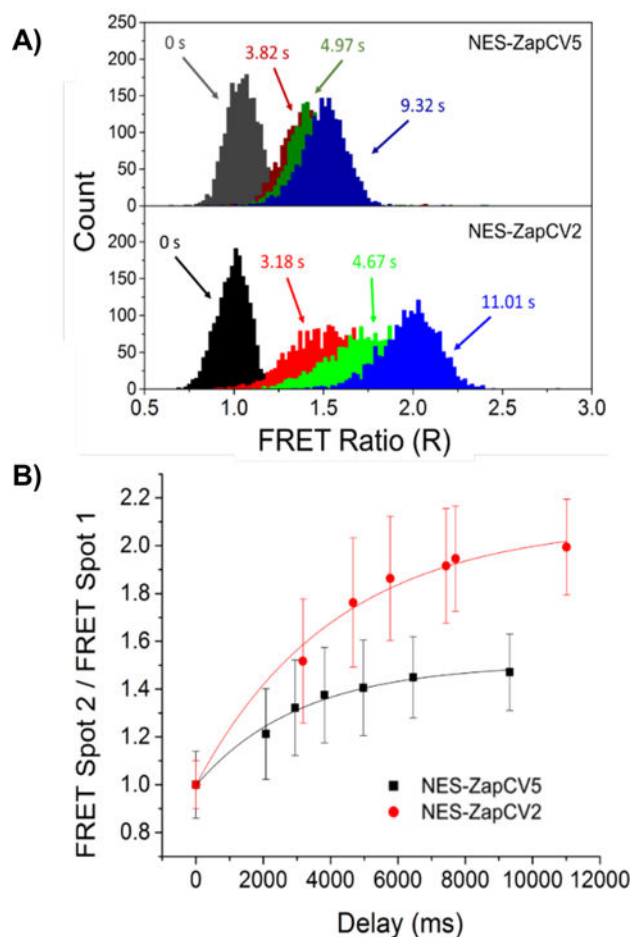 A)
NES-ZapCV5
0 s
3.82 s
4.97 s
9.32 s
250
200
150
100
50
0
NES-ZapCV2
0 s
3.18 s
4.67 s
11.01 s
200
150
100
50
0
Count
0.5 1.0 1.5 2.0 2.5 3.0
FRET Ratio (R)
B)
2.2
2.0
1.8
1.6
1.4
1.2
1.0
0.8
FRET Spot 2 / FRET Spot 1
NES-ZapCV5
NES-ZapCV2
0 2000 4000 6000 8000 10000 12000
Delay (ms)